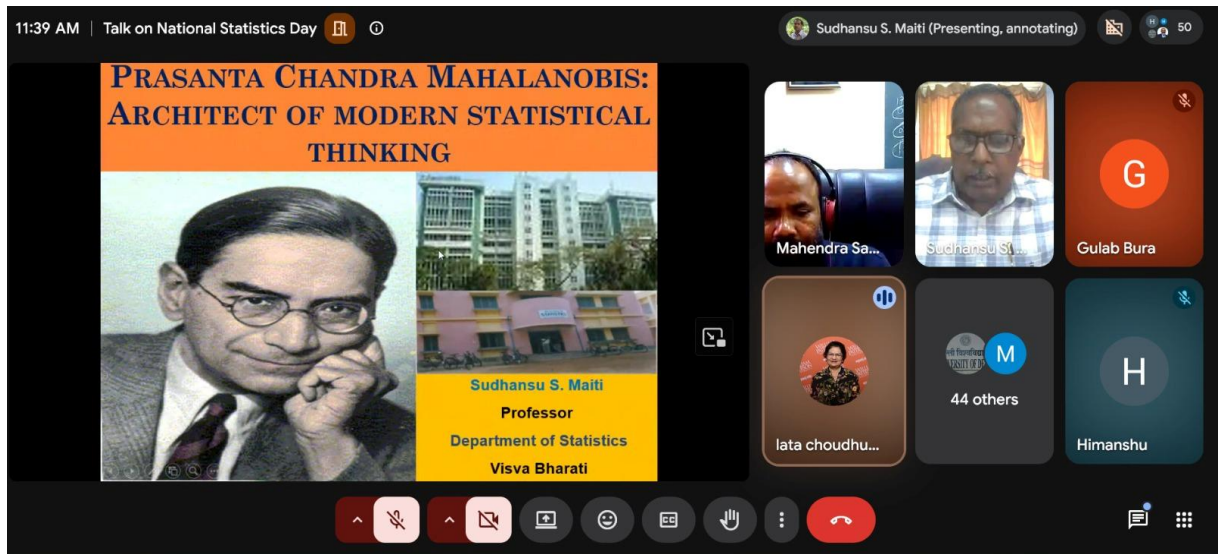 11:39 AM | Talk on National Statistics Day
Sudhansu S. Maiti (Presenting, annotating)
50
PRASANTA CHANDRA MAHALANOBIS:
ARCHITECT OF MODERN STATISTICAL
THINKING
Sudhansu S. Maiti
Professor
Department of Statistics
Visva Bharati
Mahendra Sa...
Sudhansu S. ...
G
Gulab Bura
lata choudhu...
M
44 others
H
Himanshu
CC